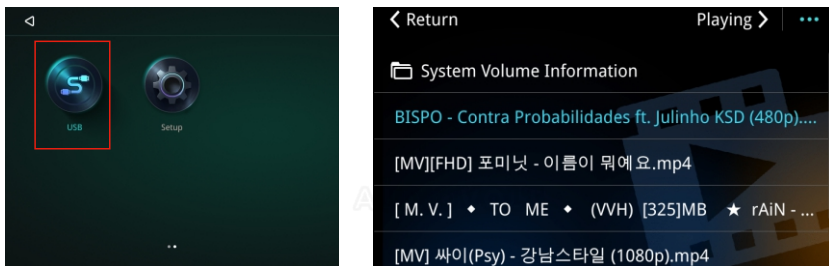 USB
Setup
Return
Playing
System Volume Information
BISPO - Contra Probabilidades ft. Julinho KSD (480p)....
[MV][FHD] 포미닛 - 이름이 뭐예요.mp4
[ M. V. ] ◆ TO ME ◆ (VVH) [325]MB ★ rAiN - ...
[MV] 싸이(Psy) - 강남스타일 (1080p).mp4